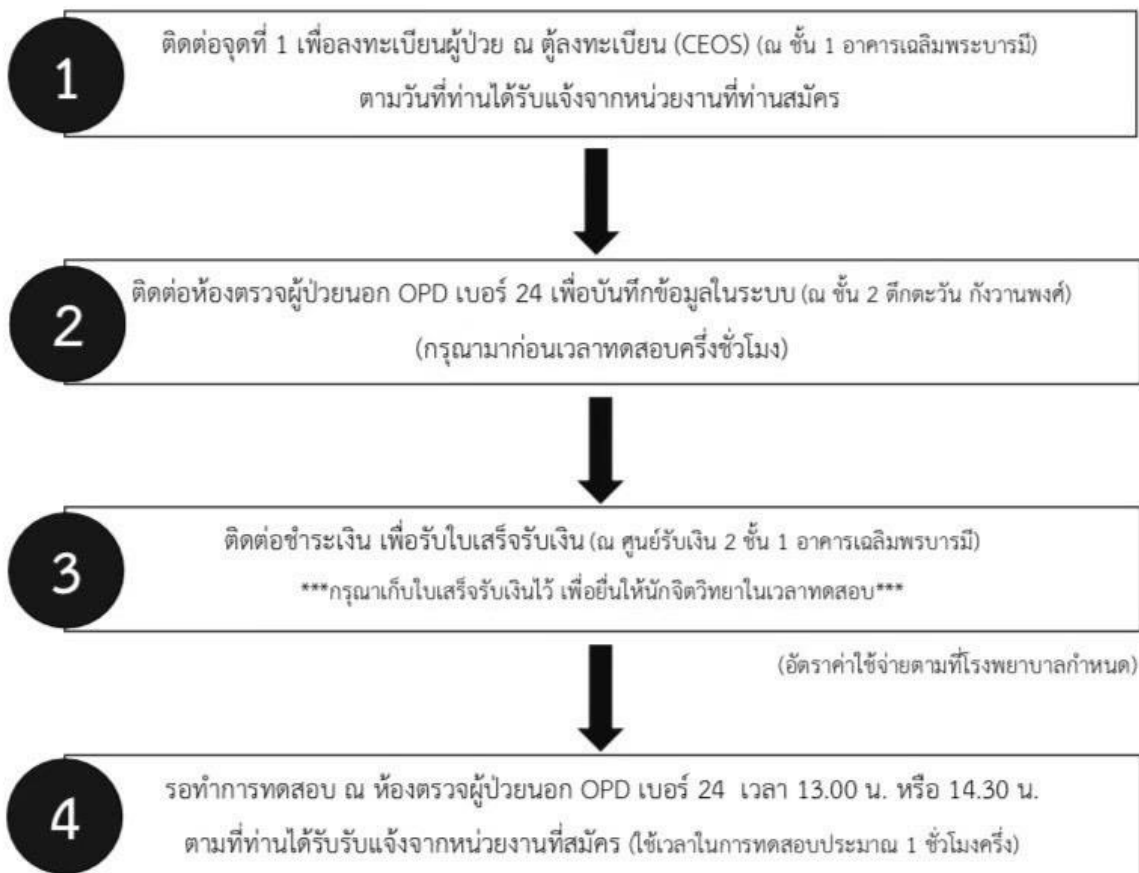 1
ติดต่อจุดที่ 1 เพื่อลงทะเบียนผู้ป่วย ณ ตู้ลงทะเบียน (CEOS) (ณ ชั้น 1 อาคารเฉลิมพระบารมี)
ตามวันที่ท่านได้รับแจ้งจากหน่วยงานที่ท่านสมัคร
2
ติดต่อห้องตรวจผู้ป่วยนอก OPD เบอร์ 24 เพื่อบันทึกข้อมูลในระบบ (ณ ชั้น 2 ตึกตะวัน กังวานพงศ์)
(กรุณามาก่อนเวลาทดสอบครึ่งชั่วโมง)
3
ติดต่อชำระเงิน เพื่อรับใบเสร็จรับเงิน (ณ ศูนย์รับเงิน 2 ชั้น 1 อาคารเฉลิมพรบารมี)
***กรุณาเก็บใบเสร็จรับเงินไว้ เพื่อยื่นให้นักจิตวิทยาในเวลาทดสอบ***
(อัตราค่าใช้จ่ายตามที่โรงพยาบาลกำหนด)
4
รอทำการทดสอบ ณ ห้องตรวจผู้ป่วยนอก OPD เบอร์ 24 เวลา 13.00 น. หรือ 14.30 น.
ตามที่ท่านได้รับรับแจ้งจากหน่วยงานที่สมัคร (ใช้เวลาในการทดสอบประมาณ 1 ชั่วโมงครึ่ง)